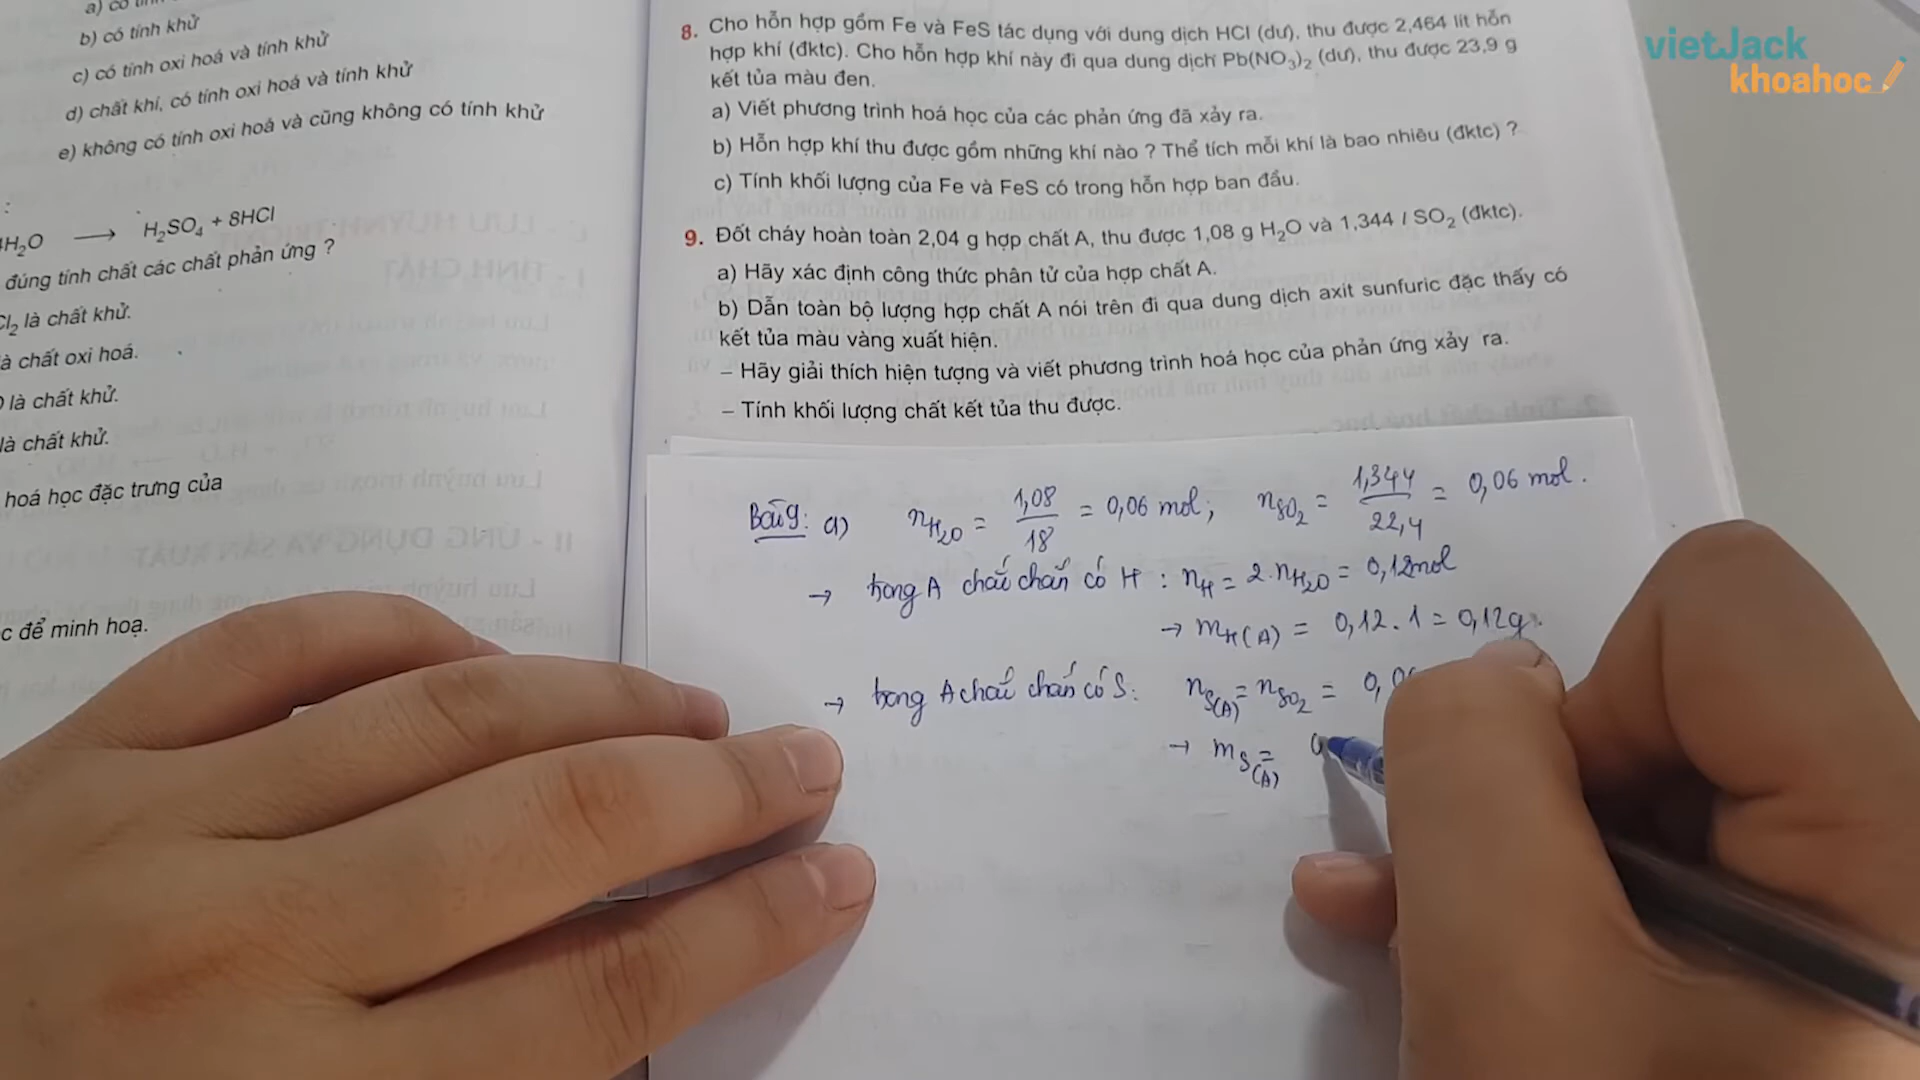 b) có tính khử
c) có tính oxi hoá và tính khử
d) chất khí, có tính oxi hoá và tính khử
e) không có tính oxi hoá và cũng không có tính khử
:
H₂O ⟶ H₂SO₄ + 8HCl
đúng tính chất các chất phản ứng ?
Cl₂ là chất khử.
là chất oxi hoá.
O là chất khử.
là chất khử.
hoá học đặc trưng của
c để minh hoạ.
8. Cho hỗn hợp gồm Fe và FeS tác dụng với dung dịch HCl (dư), thu được 2,464 lít hỗn
hợp khí (đktc). Cho hỗn hợp khí này đi qua dung dịch Pb(NO₃)₂ (dư), thu được 23,9 g
kết tủa màu đen.
a) Viết phương trình hoá học của các phản ứng đã xảy ra.
b) Hỗn hợp khí thu được gồm những khí nào ? Thể tích mỗi khí là bao nhiêu (đktc) ?
c) Tính khối lượng của Fe và FeS có trong hỗn hợp ban đầu.
9. Đốt cháy hoàn toàn 2,04 g hợp chất A, thu được 1,08 g H₂O và 1,344 l SO₂ (đktc).
a) Hãy xác định công thức phân tử của hợp chất A.
b) Dẫn toàn bộ lượng hợp chất A nói trên đi qua dung dịch axit sunfuric đặc thấy có
kết tủa màu vàng xuất hiện.
– Hãy giải thích hiện tượng và viết phương trình hoá học của phản ứng xảy ra.
– Tính khối lượng chất kết tủa thu được.
Bài 9: a) n_H₂O = 1,08/18 = 0,06 mol; n_SO₂ = 1,344/22,4 = 0,06 mol.
→ trong A chắc chắn có H : n_H = 2.n_H₂O = 0,12mol
→ m_H(A) = 0,12 . 1 = 0,12g.
→ trong A chắc chắn có S: n_S(A) = n_SO₂ = 0,0
→ m_S(A) = 0
vietJack
khoahoc